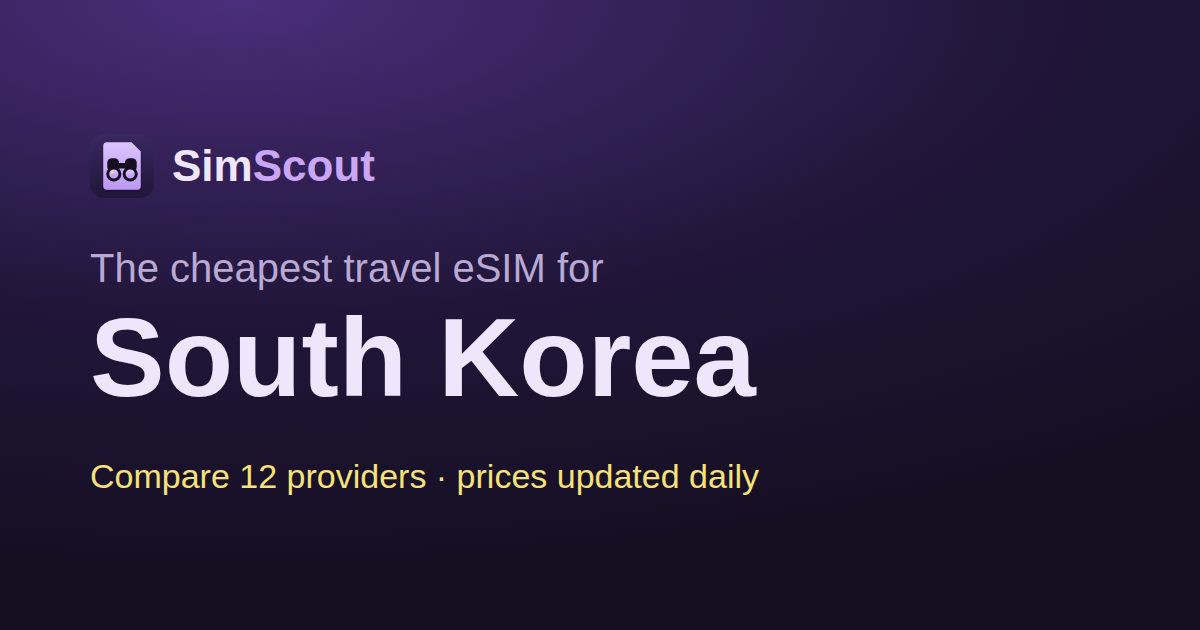 SimScout
The cheapest travel eSIM for
South Korea
Compare 12 providers · prices updated daily